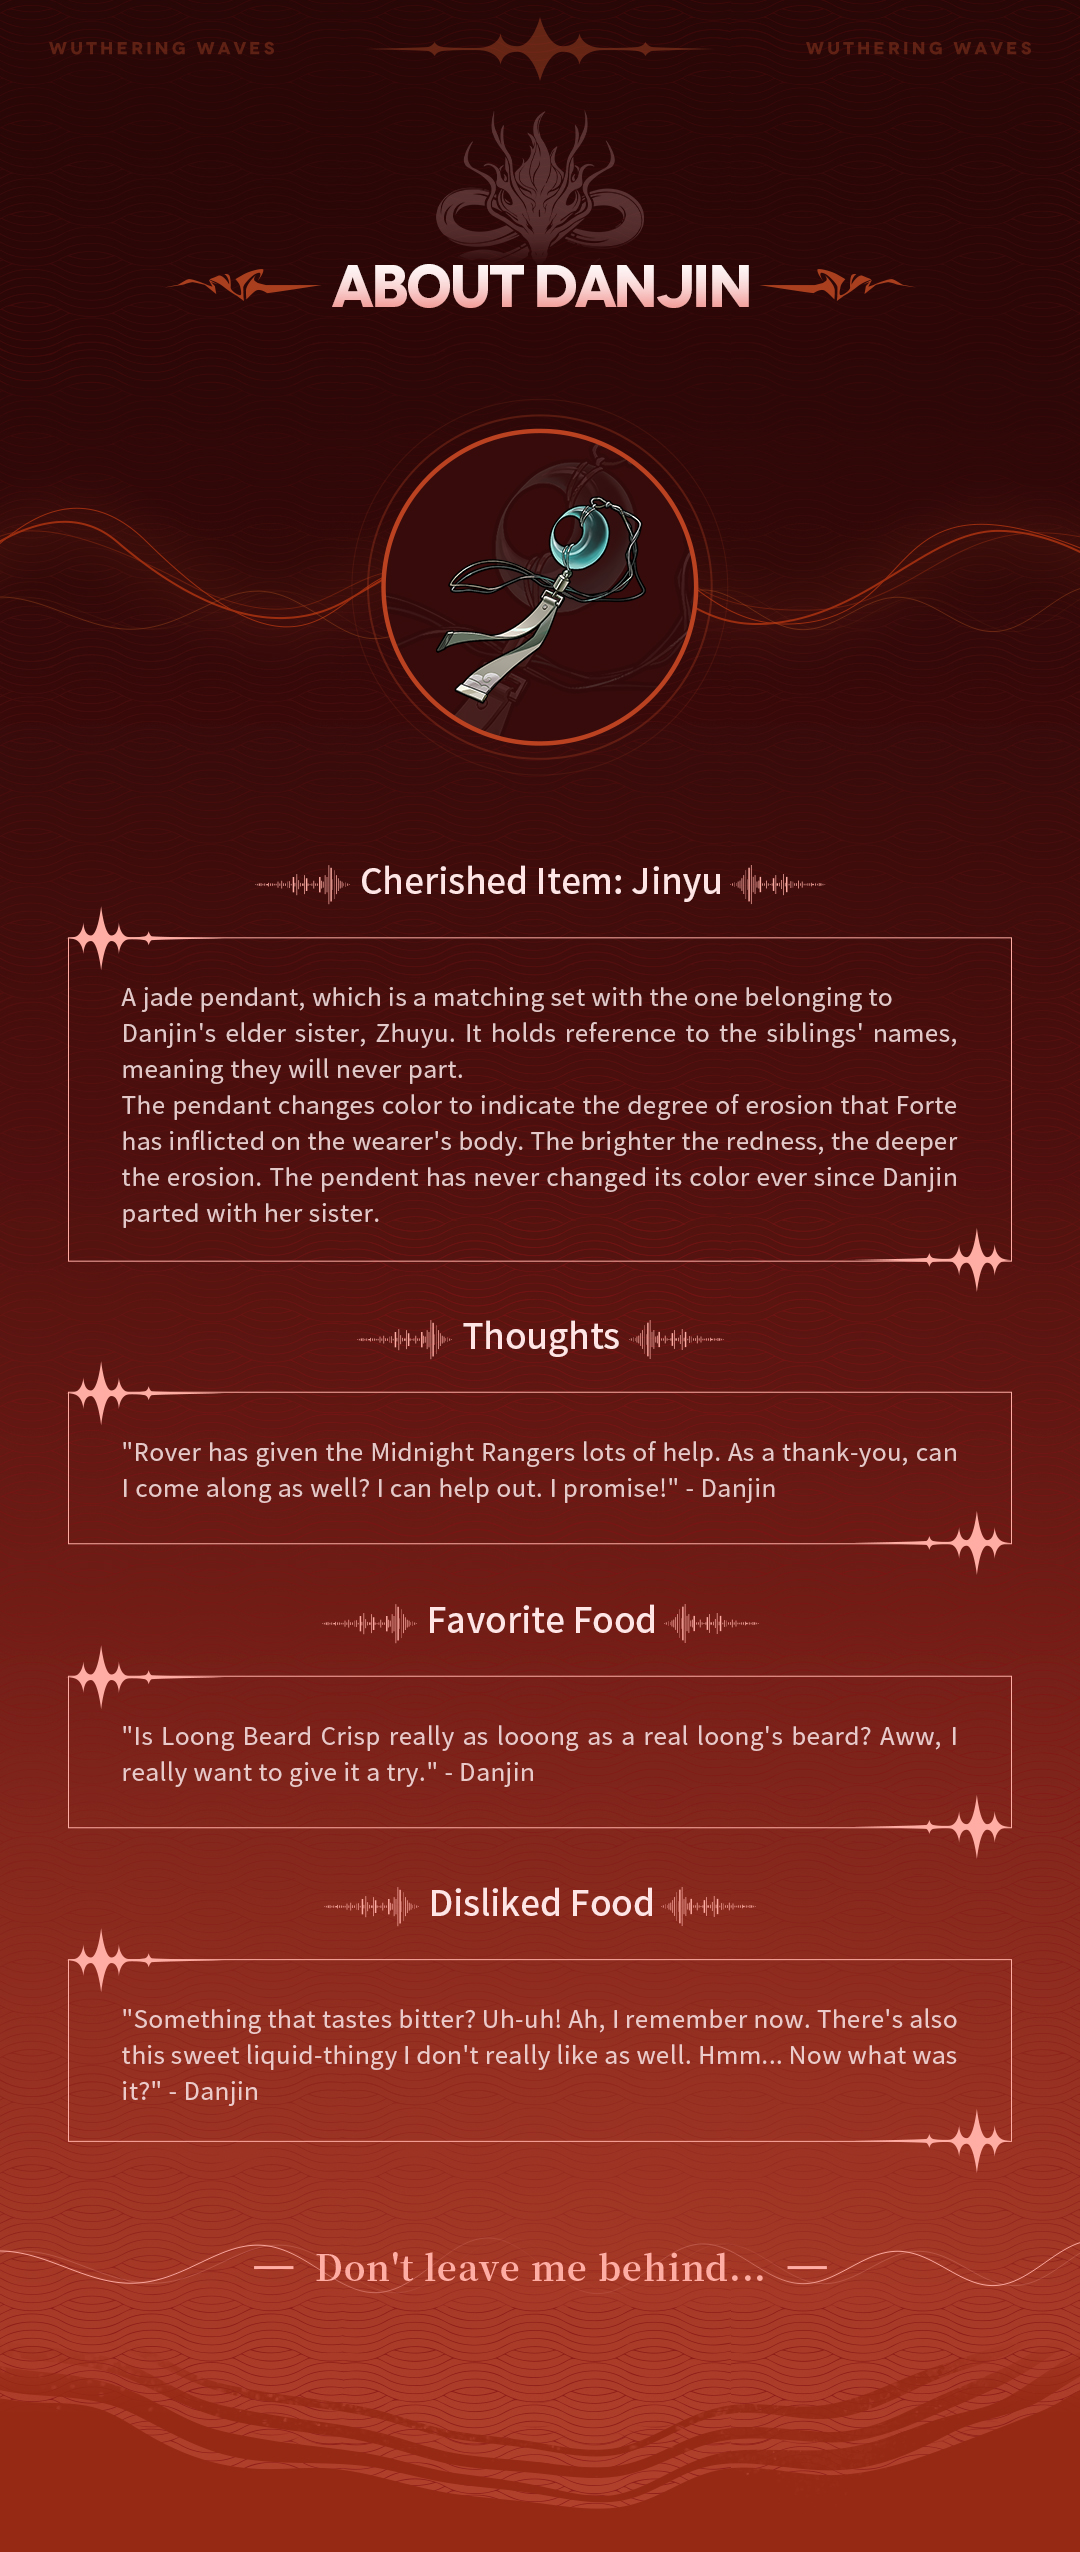 WUTHERING WAVES
WUTHERING WAVES
ABOUT DANJIN
Cherished Item: Jinyu
A jade pendant, which is a matching set with the one belonging to
Danjin's elder sister, Zhuyu. It holds reference to the siblings' names,
meaning they will never part.
The pendant changes color to indicate the degree of erosion that Forte
has inflicted on the wearer's body. The brighter the redness, the deeper
the erosion. The pendent has never changed its color ever since Danjin
parted with her sister.
Thoughts
"Rover has given the Midnight Rangers lots of help. As a thank-you, can
I come along as well? I can help out. I promise!" - Danjin
Favorite Food
"Is Loong Beard Crisp really as looong as a real loong's beard? Aww, I
really want to give it a try." - Danjin
Disliked Food
"Something that tastes bitter? Uh-uh! Ah, I remember now. There's also
this sweet liquid-thingy I don't really like as well. Hmm... Now what was
it?" - Danjin
— Don't leave me behind... —